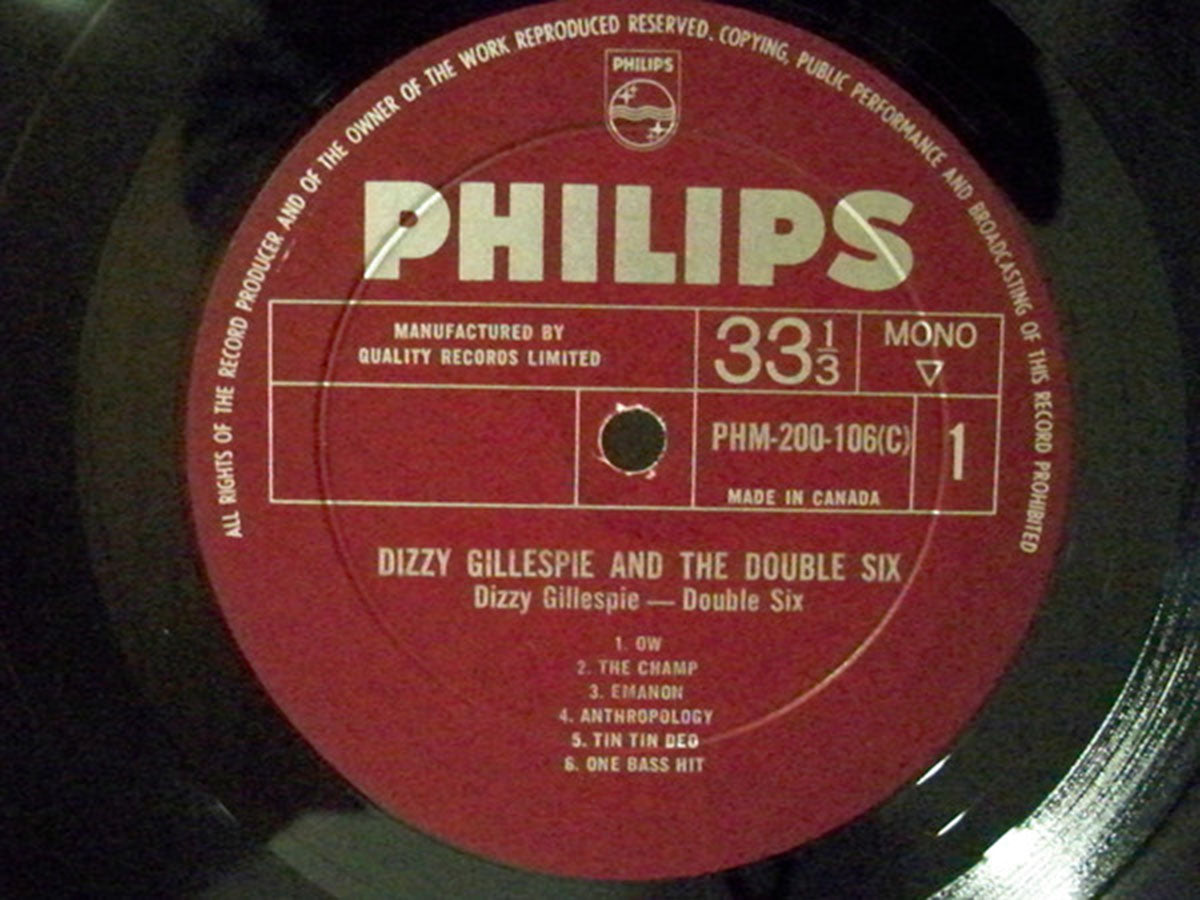 ALL RIGHTS OF THE RECORD PRODUCER AND OF THE OWNER OF THE WORK REPRODUCED RESERVED. COPYING, PUBLIC PERFORMANCE AND BROADCASTING OF THIS RECORD PROHIBITED
PHILIPS
PHILIPS
MANUFACTURED BY
QUALITY RECORDS LIMITED
33 1/3
MONO
PHM-200-106(C)
1
MADE IN CANADA
DIZZY GILLESPIE AND THE DOUBLE SIX
Dizzy Gillespie — Double Six
1. OW
2. THE CHAMP
3. EMANON
4. ANTHROPOLOGY
5. TIN TIN DEO
6. ONE BASS HIT